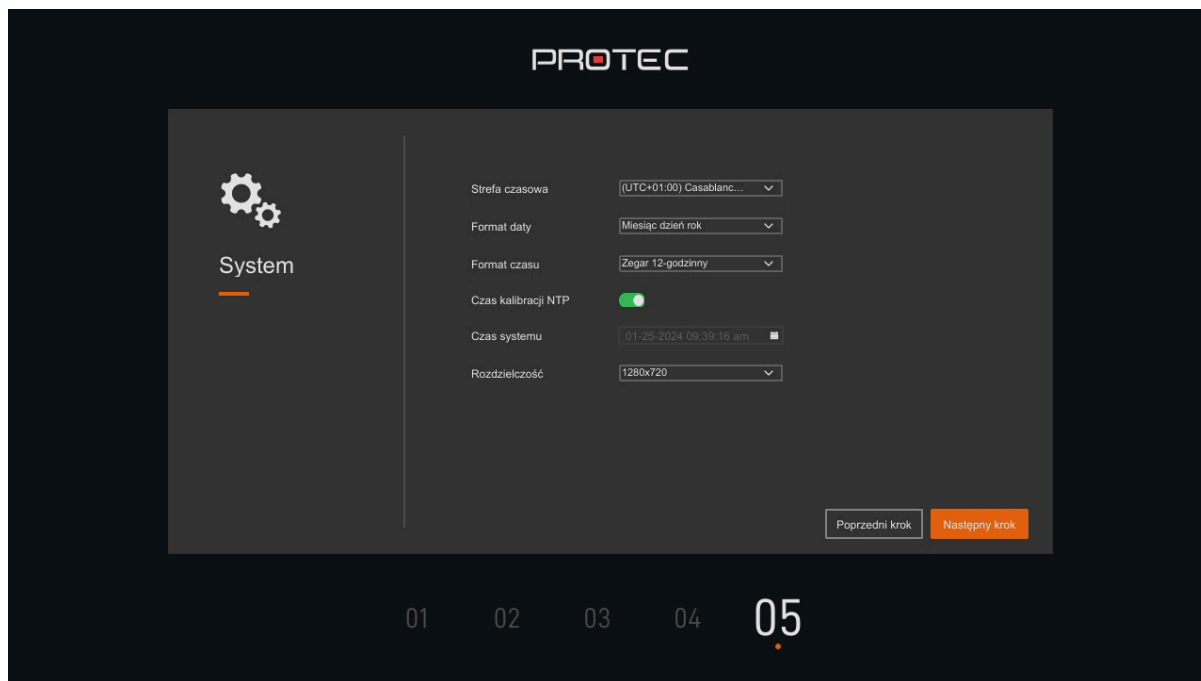 PROTEC
System
Strefa czasowa (UTC+01:00) Casablanc...
Format daty Miesiąc dzień rok
Format czasu Zegar 12-godzinny
Czas kalibracji NTP
Czas systemu 01-25-2024 09:39:16 am
Rozdzielczość 1280x720
Poprzedni krok Następny krok
01 02 03 04 05